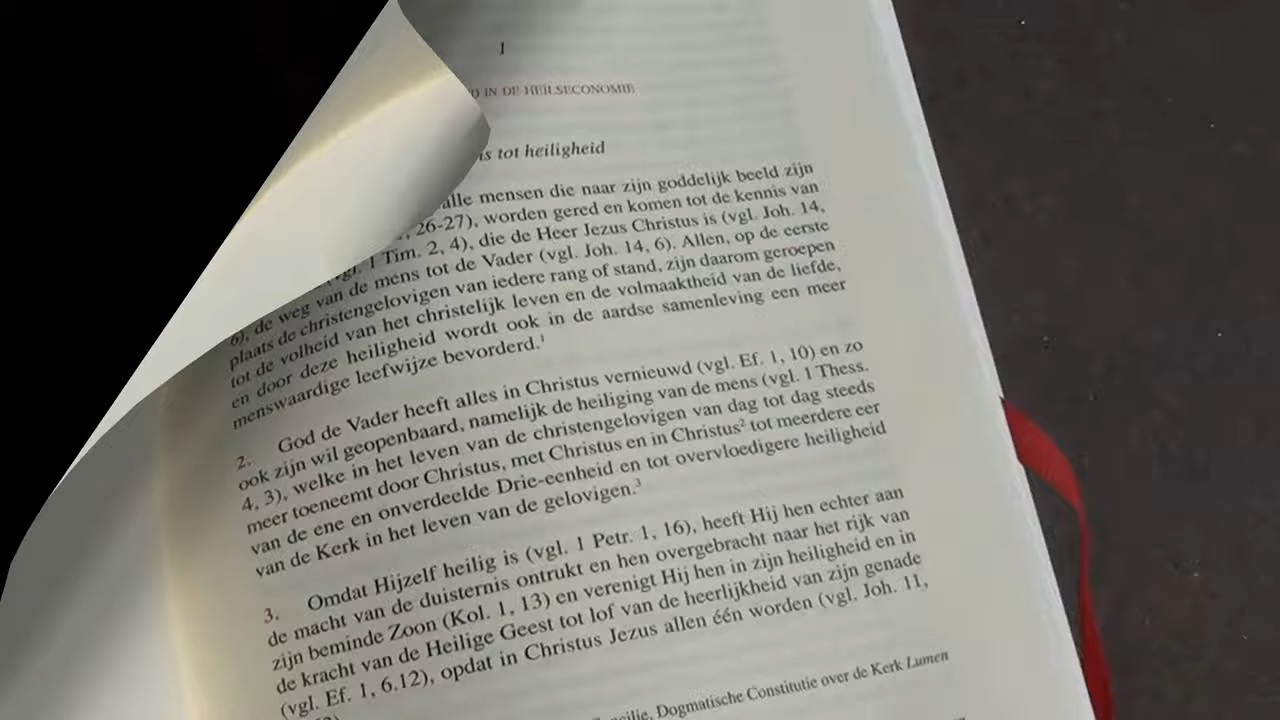 I
IN DE HEILSECONOMIE
tot heiligheid
alle mensen die naar zijn goddelijk beeld zijn
26-27), worden gered en komen tot de kennis van
1 Tim. 2, 4), die de Heer Jezus Christus is (vgl. Joh. 14,
6), de weg van de mens tot de Vader (vgl. Joh. 14, 6). Allen, op de eerste
plaats de christengelovigen van iedere rang of stand, zijn daarom geroepen
tot de volheid van het christelijk leven en de volmaaktheid van de liefde,
en door deze heiligheid wordt ook in de aardse samenleving een meer
menswaardige leefwijze bevorderd.¹
2. God de Vader heeft alles in Christus vernieuwd (vgl. Ef. 1, 10) en zo
ook zijn wil geopenbaard, namelijk de heiliging van de mens (vgl. 1 Thess.
4, 3), welke in het leven van de christengelovigen van dag tot dag steeds
meer toeneemt door Christus, met Christus en in Christus² tot meerdere eer
van de ene en onverdeelde Drie-eenheid en tot overvloedigere heiligheid
van de Kerk in het leven van de gelovigen.³
3. Omdat Hijzelf heilig is (vgl. 1 Petr. 1, 16), heeft Hij hen echter aan
de macht van de duisternis ontrukt en hen overgebracht naar het rijk van
zijn beminde Zoon (Kol. 1, 13) en verenigt Hij hen in zijn heiligheid en in
de kracht van de Heilige Geest tot lof van de heerlijkheid van zijn genade
(vgl. Ef. 1, 6.12), opdat in Christus Jezus allen één worden (vgl. Joh. 11,
Dogmatische Constitutie over de Kerk Lumen